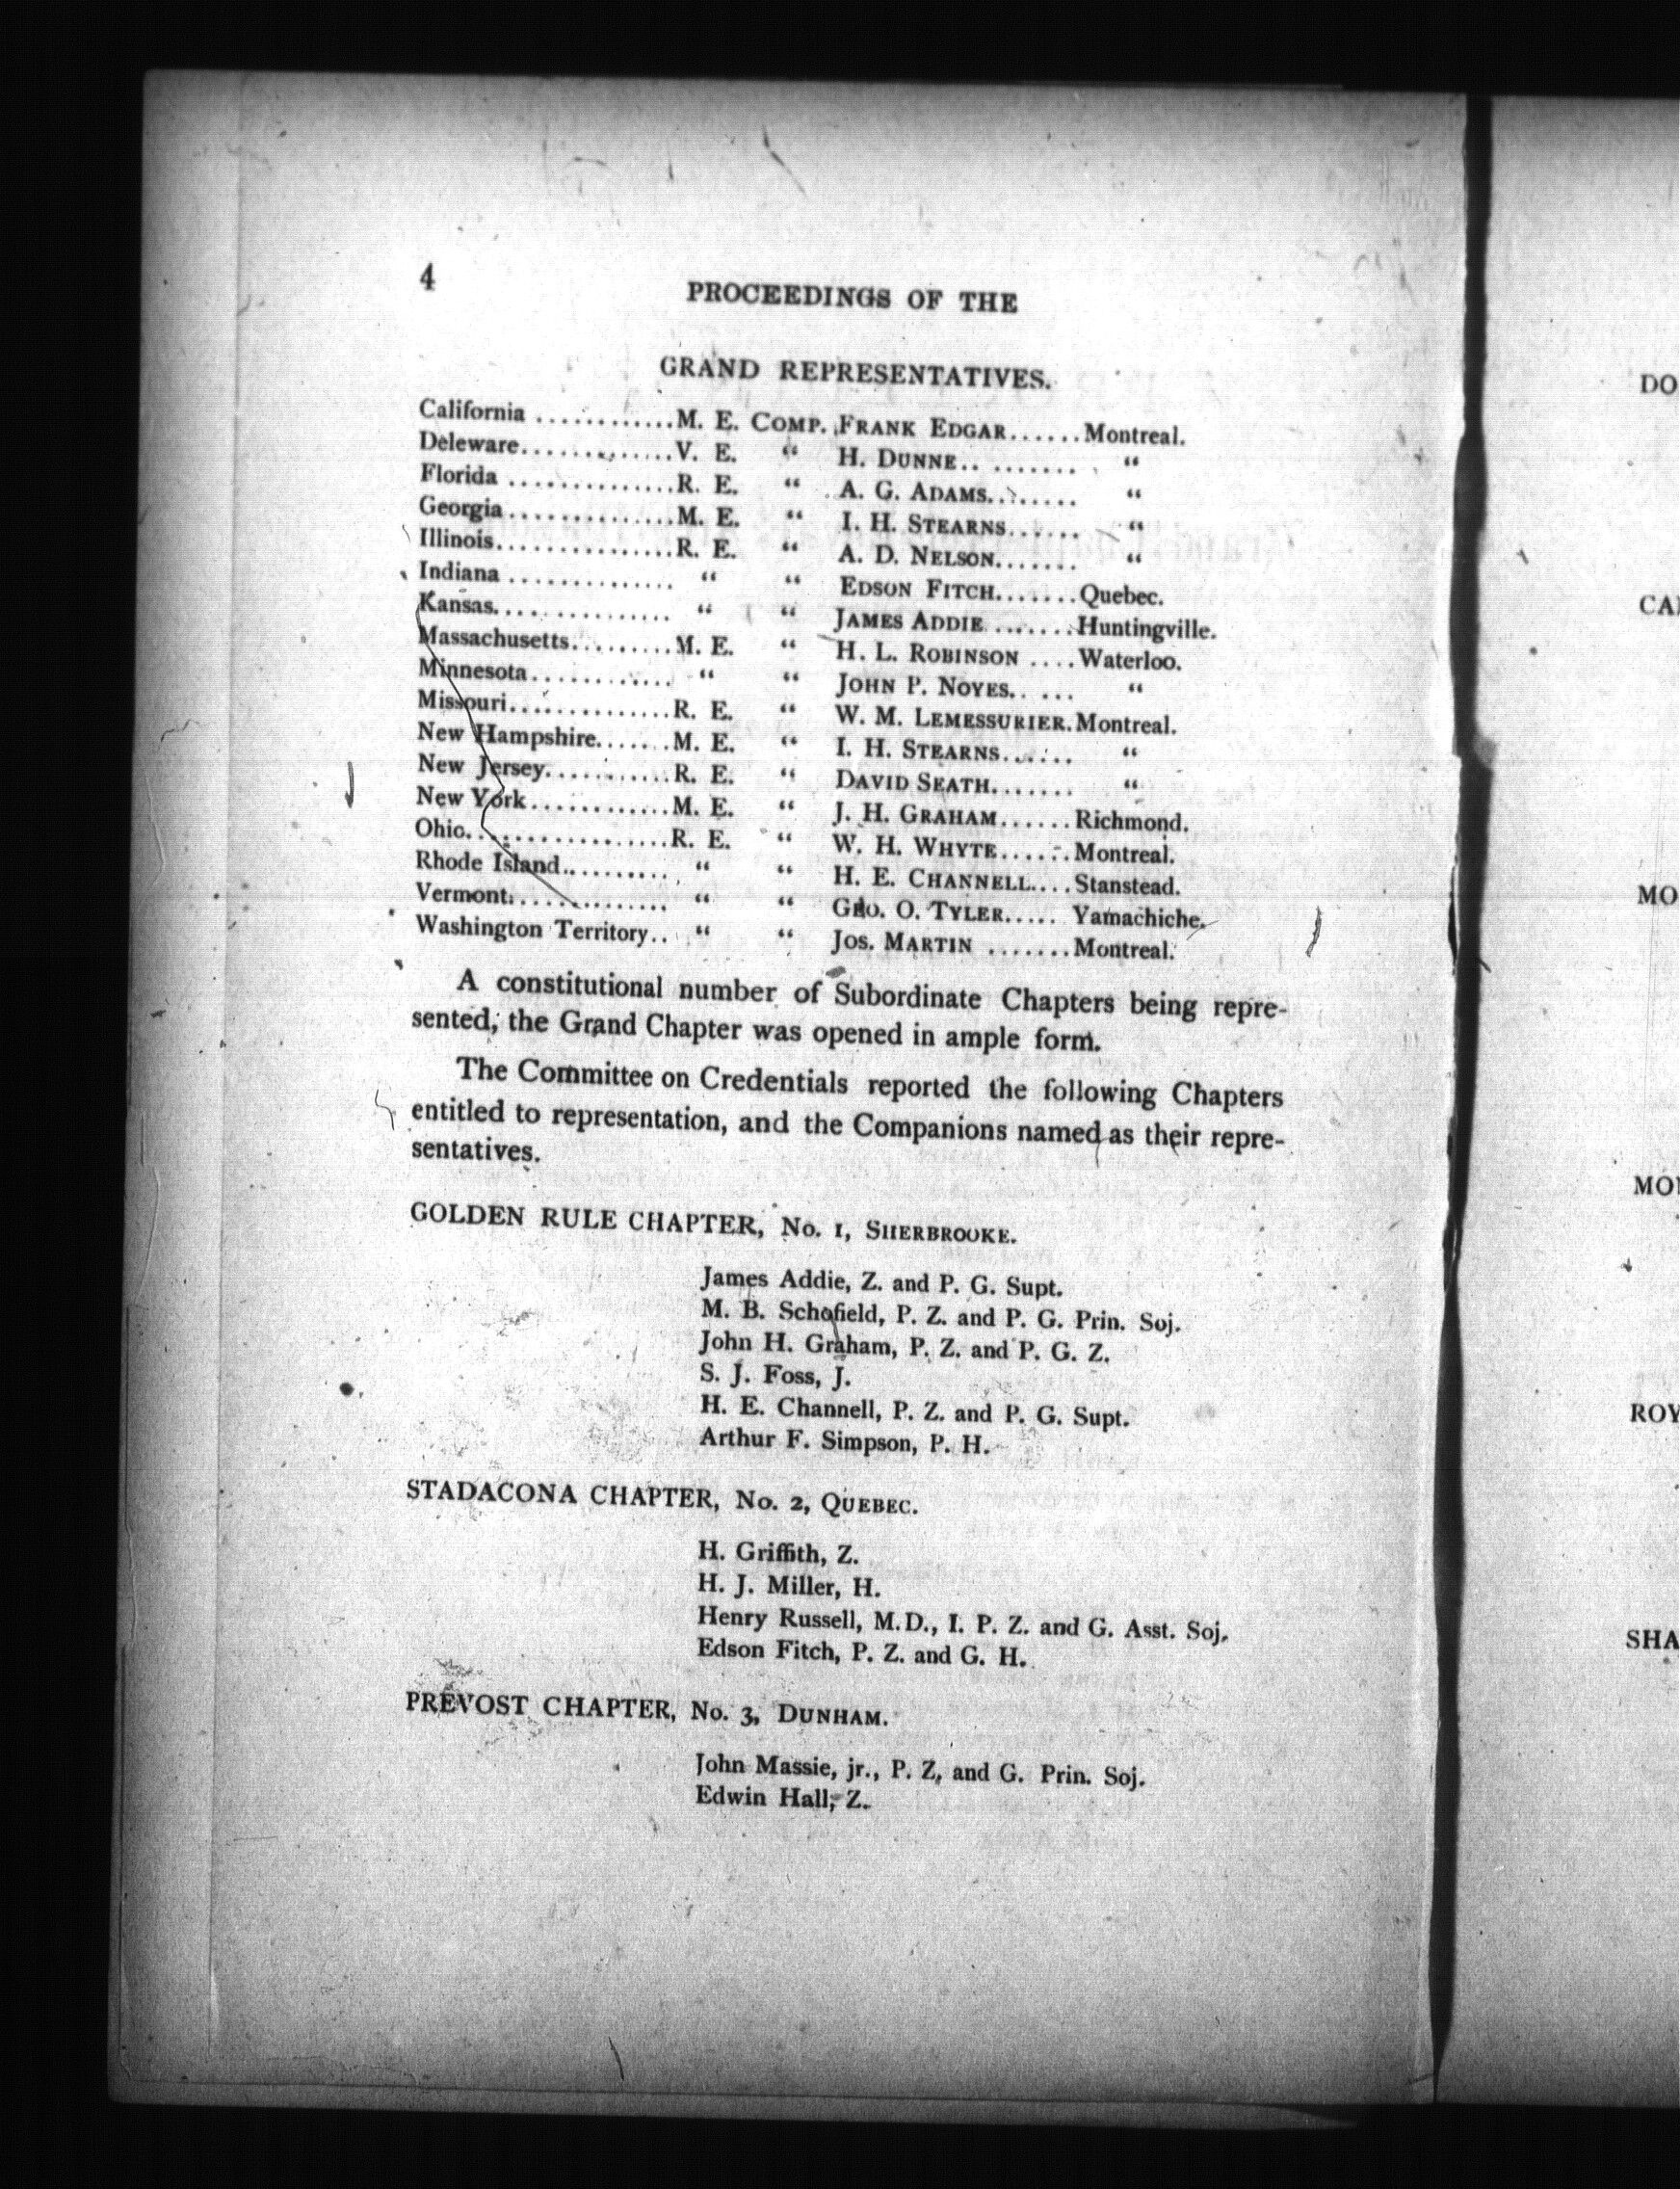 4
PROCEEDINGS OF THE
GRAND REPRESENTATIVES.
California ............M. E. COMP. FRANK EDGAR......Montreal.
Deleware.............V. E. “ H. DUNNE.. ....... “
Florida ..............R. E. “ A. G. ADAMS........ “
Georgia..............M. E. “ I. H. STEARNS...... “
Illinois...............R. E. “ A. D. NELSON....... “
Indiana .............. “ “ EDSON FITCH.......Quebec.
Kansas............... “ “ JAMES ADDIE .......Huntingville.
Massachusetts.........M. E. “ H. L. ROBINSON ....Waterloo.
Minnesota............ “ “ JOHN P. NOYES.. ... “
Missouri..............R. E. “ W. M. LEMESSURIER.Montreal.
New Hampshire.......M. E. “ I. H. STEARNS...... “
New Jersey...........R. E. “ DAVID SEATH....... “
New York............M. E. “ J. H. GRAHAM......Richmond.
Ohio.................R. E. “ W. H. WHYTE......Montreal.
Rhode Island.......... “ “ H. E. CHANNELL....Stanstead.
Vermont.............. “ “ GEO. O. TYLER..... Yamachiche.
Washington Territory.. “ “ JOS. MARTIN .......Montreal.
A constitutional number of Subordinate Chapters being repre-
sented, the Grand Chapter was opened in ample form.
The Committee on Credentials reported the following Chapters
entitled to representation, and the Companions named as their repre-
sentatives.
GOLDEN RULE CHAPTER, No. 1, SHERBROOKE.
James Addie, Z. and P. G. Supt.
M. B. Schofield, P. Z. and P. G. Prin. Soj.
John H. Graham, P. Z. and P. G. Z.
S. J. Foss, J.
H. E. Channell, P. Z. and P. G. Supt.
Arthur F. Simpson, P. H.
STADACONA CHAPTER, No. 2, QUEBEC.
H. Griffith, Z.
H. J. Miller, H.
Henry Russell, M.D., I. P. Z. and G. Asst. Soj.
Edson Fitch, P. Z. and G. H.
PREVOST CHAPTER, No. 3, DUNHAM.
John Massie, jr., P. Z. and G. Prin. Soj.
Edwin Hall, Z.
DO
CA
MO
MO
ROY
SHA